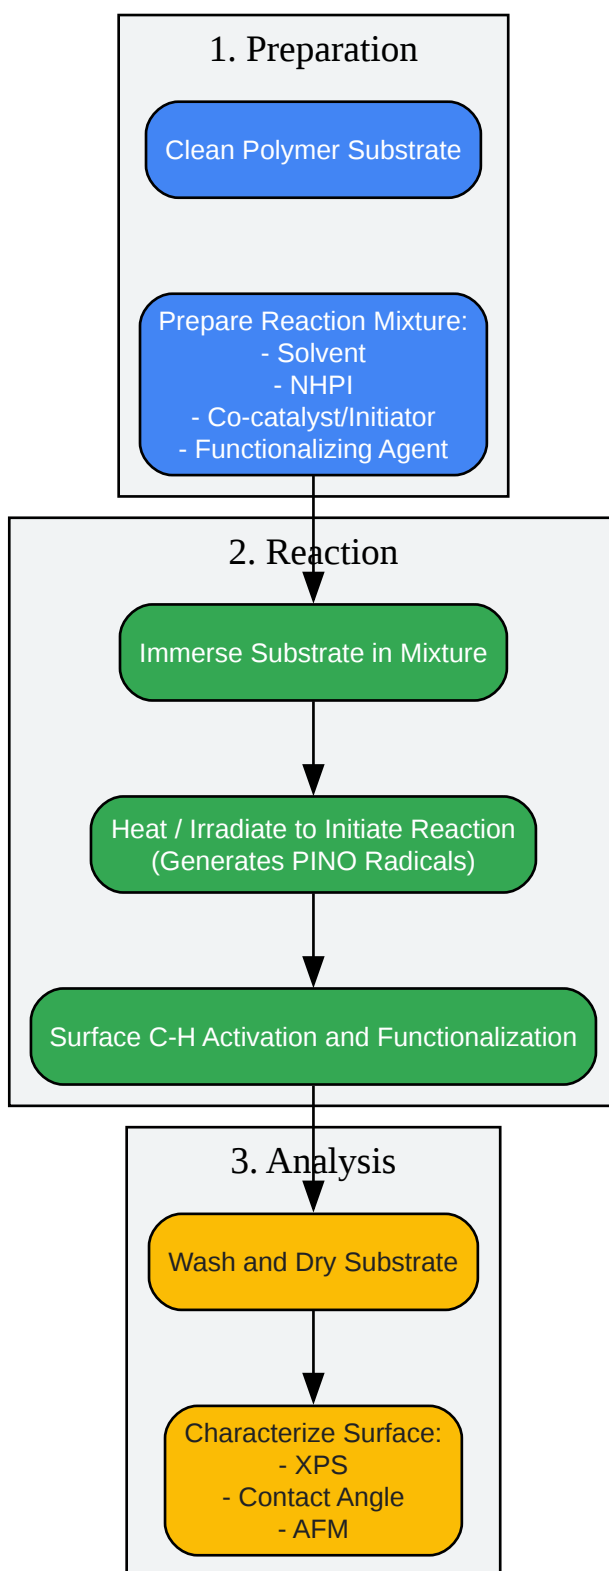 1. Preparation
Clean Polymer Substrate
Prepare Reaction Mixture:
- Solvent
- NHPI
- Co-catalyst/Initiator
- Functionalizing Agent
2. Reaction
Immerse Substrate in Mixture
Heat / Irradiate to Initiate Reaction
(Generates PINO Radicals)
Surface C-H Activation and Functionalization
3. Analysis
Wash and Dry Substrate
Characterize Surface:
- XPS
- Contact Angle
- AFM